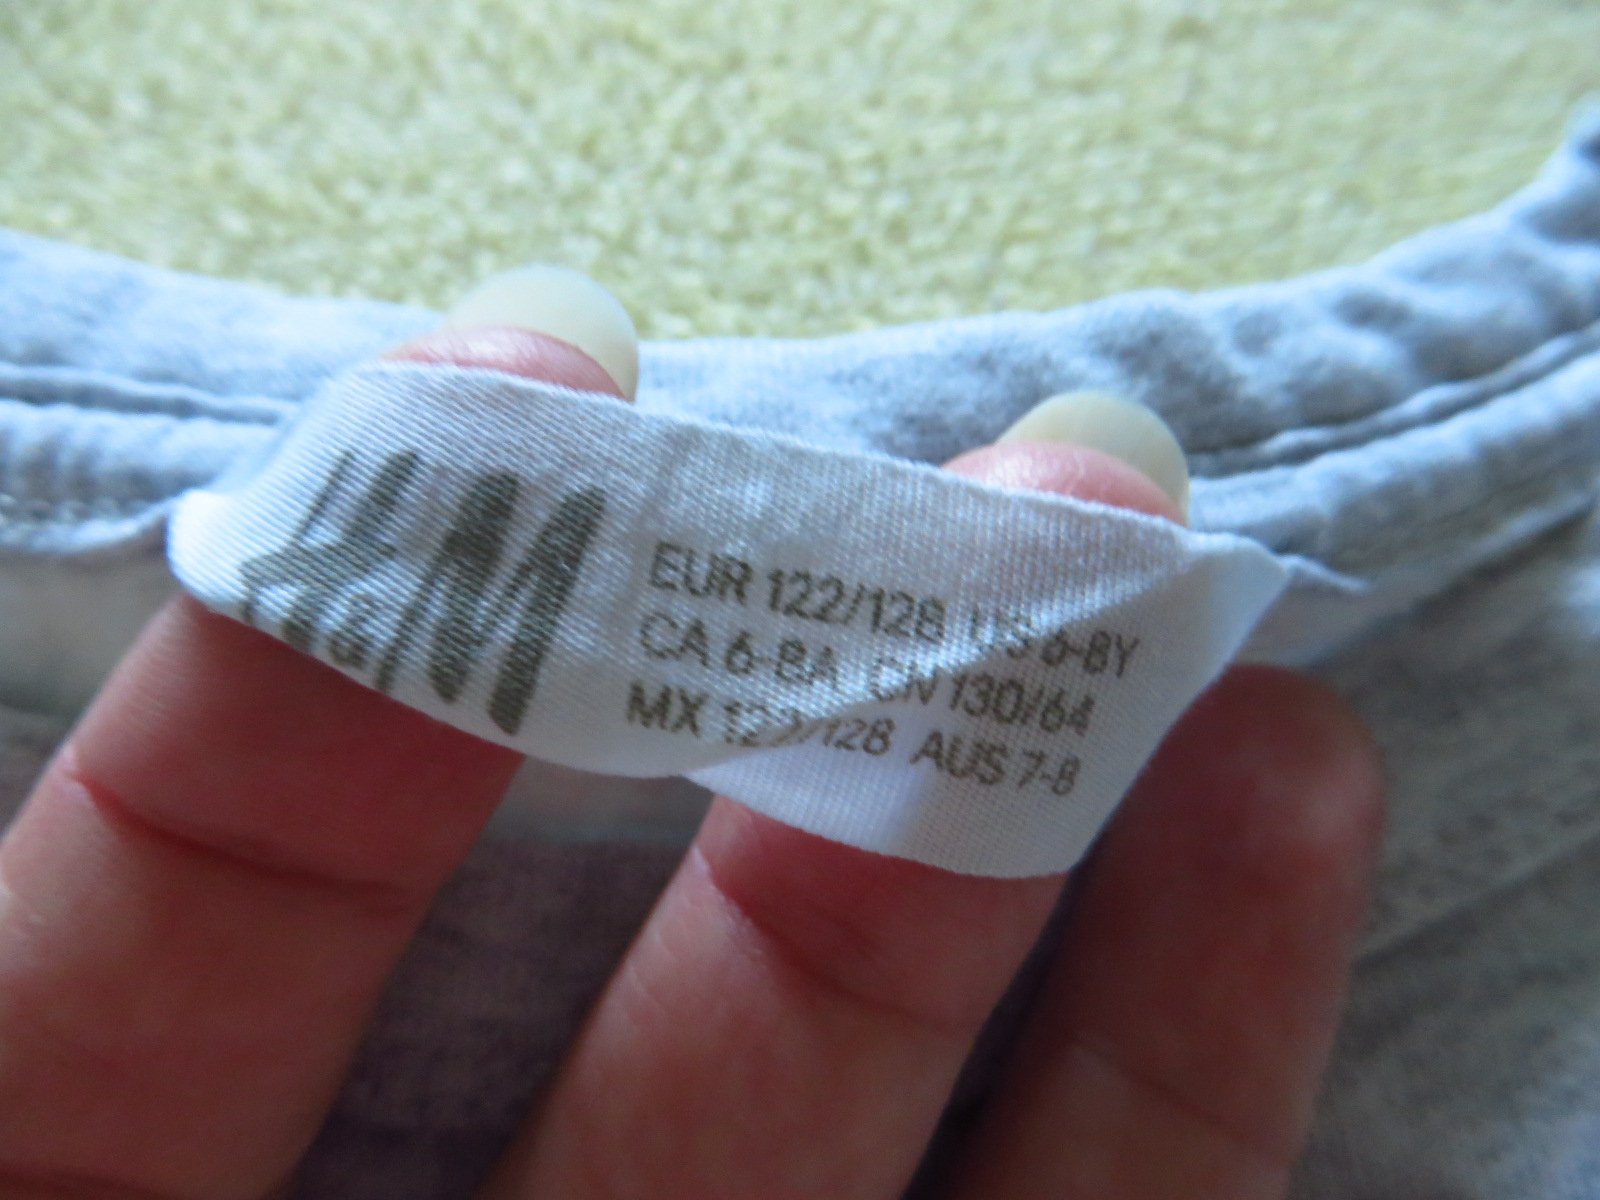 H&M
EUR 122/128 US 6-8Y
CA 6-8A CN 130/64
MX 122/128 AUS 7-8